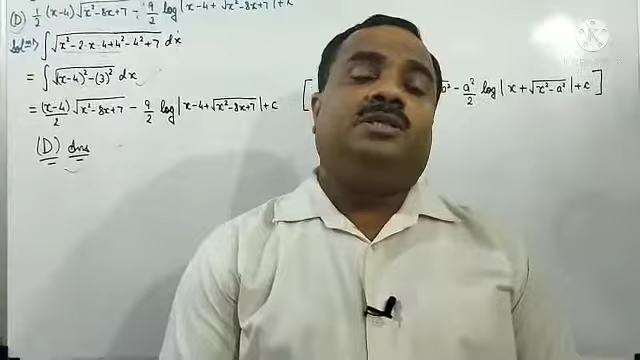 (D) 1/2 (x-4) √x²-8x+7 - 9/2 log |x-4+ √x²-8x+7| +c
Sol=> ∫ √x²-2·x·4+4²-4²+7 dx
= ∫ √(x-4)²-(3)² dx
= (x-4)/2 √x²-8x+7 - 9/2 log |x-4+√x²-8x+7| +c [ a² - a²/2 log | x+√x²-a² | +c ]
(D) Ans
KINEMASTER